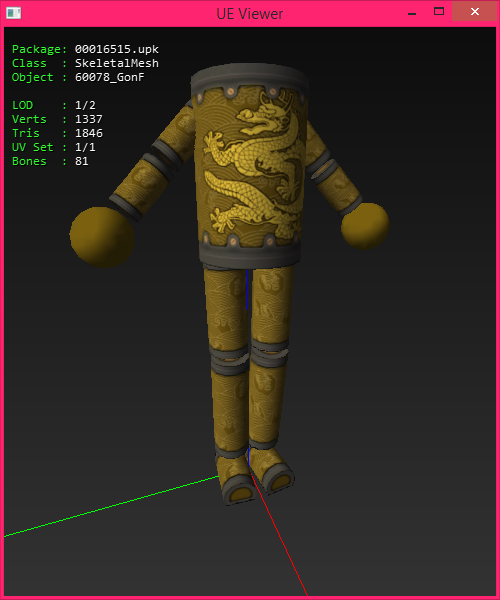 UE Viewer
Package: 00016515.upk
Class : SkeletalMesh
Object : 60078_GonF
LOD : 1/2
Verts : 1337
Tris : 1846
UV Set : 1/1
Bones : 81